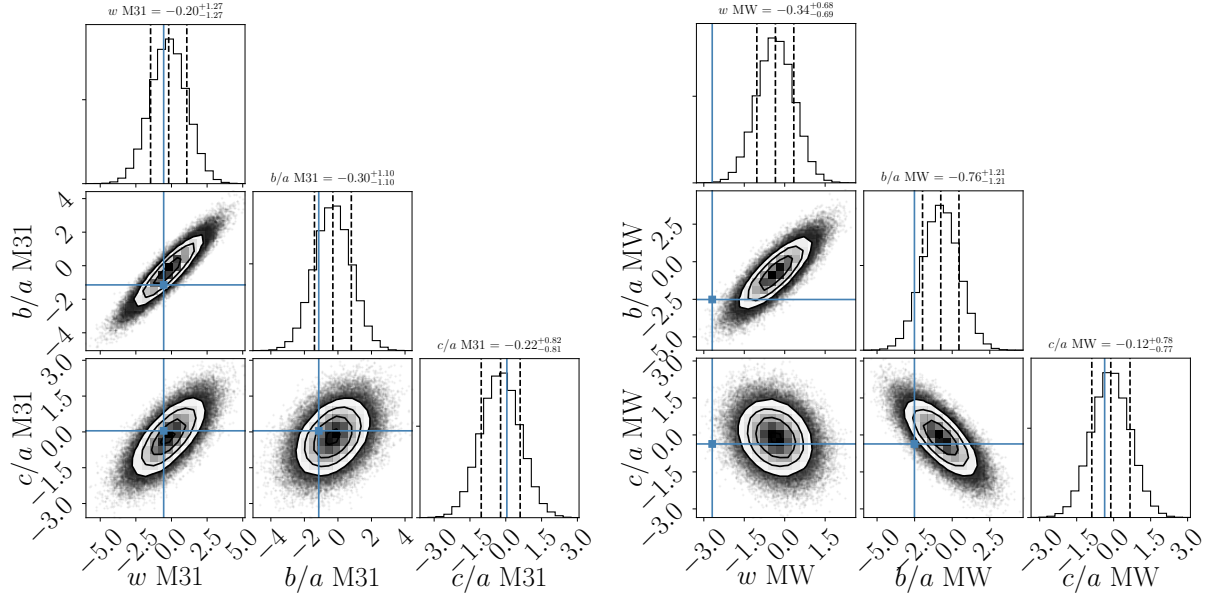 w M31 = −0.20+1.27−1.27
w MW = −0.34+0.68−0.69
b/a M31
4
2
0
−2
−4
b/a M31 = −0.30+1.10−1.10
b/a MW
2.5
0.0
−2.5
−5.0
b/a MW = −0.76+1.21−1.21
c/a M31
3.0
1.5
0.0
−1.5
−3.0
c/a M31 = −0.22+0.82−0.81
c/a MW
3.0
1.5
0.0
−1.5
−3.0
c/a MW = −0.12+0.78−0.77
−5.0 −2.5 0.0 2.5 5.0
w M31
−4 −2 0 2 4
b/a M31
−3.0 −1.5 0.0 1.5 3.0
c/a M31
−3.0 −1.5 0.0 1.5
w MW
−5.0 −2.5 0.0 2.5
b/a MW
−3.0 −1.5 0.0 1.5 3.0
c/a MW